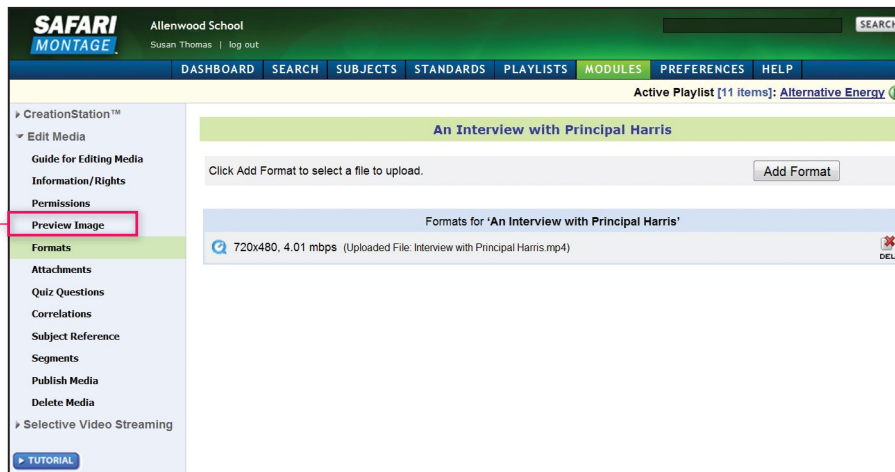 SAFARI
MONTAGE
Allenwood School
Susan Thomas | log out
SEARCH
DASHBOARD SEARCH SUBJECTS STANDARDS PLAYLISTS MODULES PREFERENCES HELP
Active Playlist [11 items]: Alternative Energy
CreationStation™
Edit Media
Guide for Editing Media
Information/Rights
Permissions
Preview Image
Formats
Attachments
Quiz Questions
Correlations
Subject Reference
Segments
Publish Media
Delete Media
Selective Video Streaming
TUTORIAL
An Interview with Principal Harris
Click Add Format to select a file to upload.
Add Format
Formats for 'An Interview with Principal Harris'
720x480, 4.01 mbps (Uploaded File: Interview with Principal Harris.mp4)
DEL